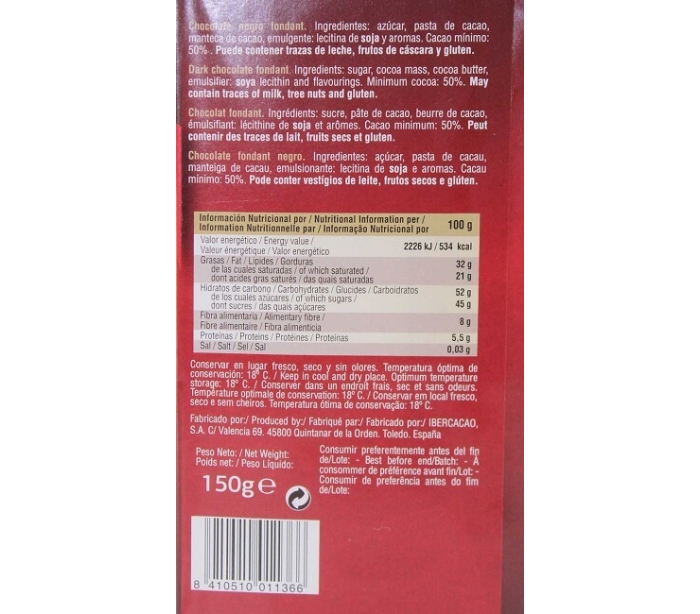 Chocolate negro fondant. Ingredientes: azúcar, pasta de cacao,
manteca de cacao, emulgente: lecitina de soja y aromas. Cacao mínimo:
50% . Puede contener trazas de leche, frutos de cáscara y gluten.
Dark chocolate fondant. Ingredients: sugar, cocoa mass, cocoa butter,
emulsifier: soya lecithin and flavourings. Minimum cocoa: 50%. May
contain traces of milk, tree nuts and gluten.
Chocolat fondant. Ingrédients: sucre, pâte de cacao, beurre de cacao,
émulsifiant: lécithine de soja et arômes. Cacao minimum: 50%. Peut
contenir des traces de lait, fruits secs et gluten.
Chocolate fondant negro. Ingredientes: açúcar, pasta de cacau,
manteiga de cacau, emulsionante: lecitina de soja e aromas. Cacau
mínimo: 50%. Pode conter vestígios de leite, frutos secos e glúten.
Información Nutricional por / Nutritional Information per /
Information Nutritionnelle par / Informação Nutricional por 100 g
Valor energético / Energy value /
Valeur énergétique / Valor energético 2226 kJ / 534 kcal
Grasas / Fat / Lipides / Gorduras 32 g
de las cuales saturadas / of which saturated /
dont acides gras saturés / das quais saturadas 21 g
Hidratos de carbono / Carbohydrates / Glucides / Carboidratos 52 g
de los cuales azúcares / of which sugars /
dont sucres / das quais açúcares 45 g
Fibra alimentaria / Alimentary fibre /
Fibre alimentaire / Fibra alimenticia 8 g
Proteínas / Proteins / Protéines / Proteínas 5,5 g
Sal / Salt / Sel / Sal 0,03 g
Conservar en lugar fresco, seco y sin olores. Temperatura óptima de
conservación: 18º C. / Keep in cool and dry place. Optimum temperature
storage: 18º C. / Conserver dans un endroit frais, sec et sans odeurs.
Température optimale de conservation: 18º C. / Conservar em local fresco,
seco e sem cheiros. Temperatura ótima de conservação: 18º C.
Fabricado por:/ Produced by:/ Fabriqué par:/ Fabricado por:/ IBERCACAO,
S.A. C/ Valencia 69. 45800 Quintanar de la Orden. Toledo. España
Peso Neto: / Net Weight:
Poids net: / Peso Líquido:
150g e
Consumir preferentemente antes del fin
de/Lote: - Best before end/Batch: - À
consommer de préférence avant fin/Lot: -
Consumir de preferência antes do fim
de/Lote:
8 410510 011366